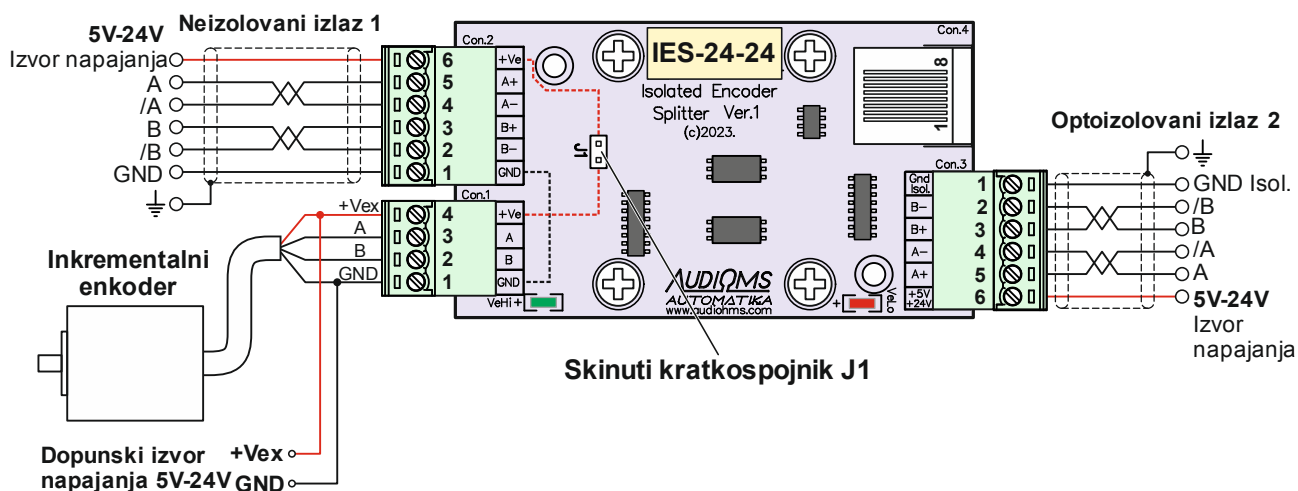 Neizolovani izlaz 1
5V-24V
Izvor napajanja
A
/A
B
/B
GND
Con.2
6 +Ve
5 A+
4 A-
3 B+
2 B-
1 GND
Con.1
4 +Ve
3 A
2 B
1 GND
+Vex
A
B
GND
Inkrementalni
enkoder
Dopunski izvor
napajanja 5V-24V
+Vex
GND
IES-24-24
Isolated Encoder
Splitter Ver.1
(c)2023.
J1
AUDIOMS
AUTOMATIKA
www.audiohms.com
VeHi +
+
VeLo
Skinuti kratkospojnik J1
Con.4
8
1
Con.3
Gnd
Isol. 1
B- 2
B+ 3
A- 4
A+ 5
+5V
+24V 6
Optoizolovani izlaz 2
GND Isol.
/B
B
/A
A
5V-24V
Izvor
napajanja